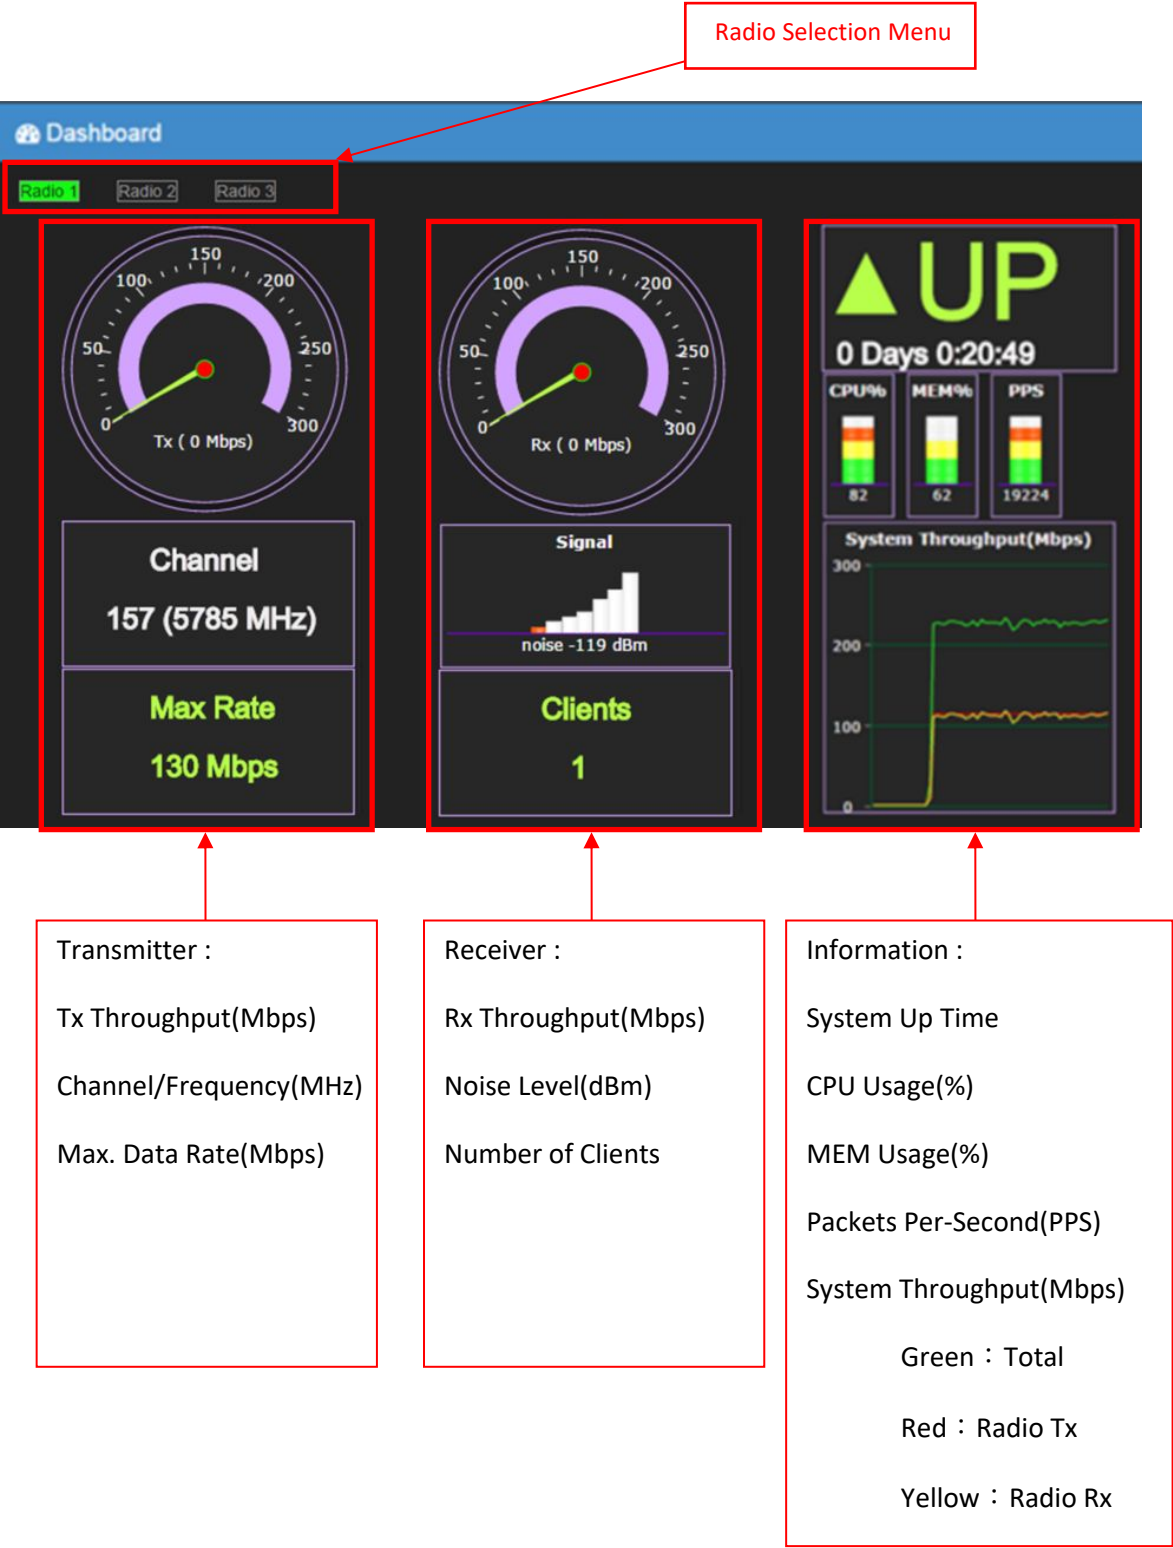 Radio Selection Menu
Dashboard
Radio 1 Radio 2 Radio 3
0 50 100 150 200 250 300
Tx ( 0 Mbps)
Channel
157 (5785 MHz)
Max Rate
130 Mbps
0 50 100 150 200 250 300
Rx ( 0 Mbps)
Signal
noise -119 dBm
Clients
1
UP
0 Days 0:20:49
CPU% MEM% PPS
82 62 19224
System Throughput(Mbps)
300
200
100
0
Transmitter :
Tx Throughput(Mbps)
Channel/Frequency(MHz)
Max. Data Rate(Mbps)
Receiver :
Rx Throughput(Mbps)
Noise Level(dBm)
Number of Clients
Information :
System Up Time
CPU Usage(%)
MEM Usage(%)
Packets Per-Second(PPS)
System Throughput(Mbps)
Green：Total
Red：Radio Tx
Yellow：Radio Rx